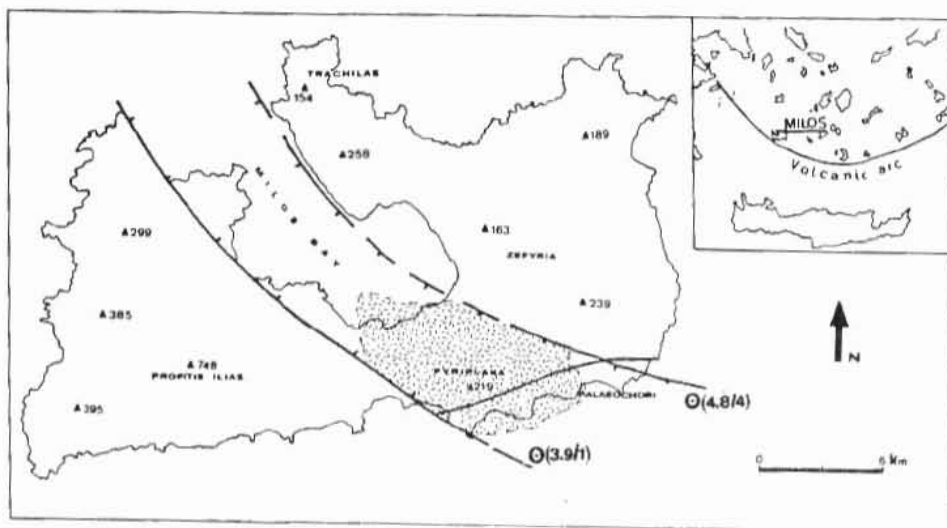 TRACHILAS
154
189
258
MILOS BAY
299
163
ZEFYRIA
239
385
748
PROFITIS ILIAS
395
PYRIPLAKA
219
PALAEOCHORI
Θ(4.8/4)
Θ(3.9/1)
N
0 5 km
MILOS
Volcanic arc